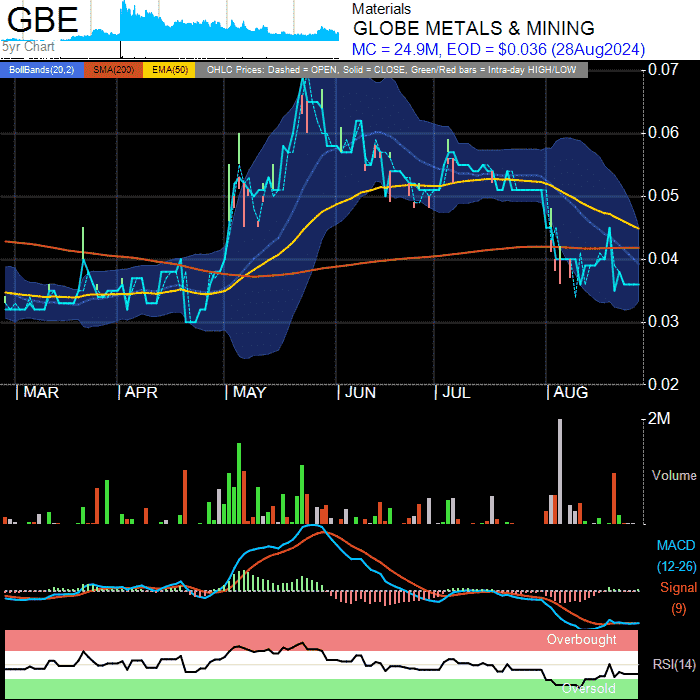 GBE
5yr Chart
Materials
GLOBE METALS & MINING
MC = 24.9M, EOD = $0.036 (28Aug2024)
BollBands(20,2) SMA(200) EMA(50) OHLC Prices: Dashed = OPEN, Solid = CLOSE, Green/Red bars = Intra-day HIGH/LOW
0.07
0.06
0.05
0.04
0.03
0.02
MAR APR MAY JUN JUL AUG
2M
Volume
MACD
(12-26)
Signal
(9)
Overbought
RSI(14)
Oversold